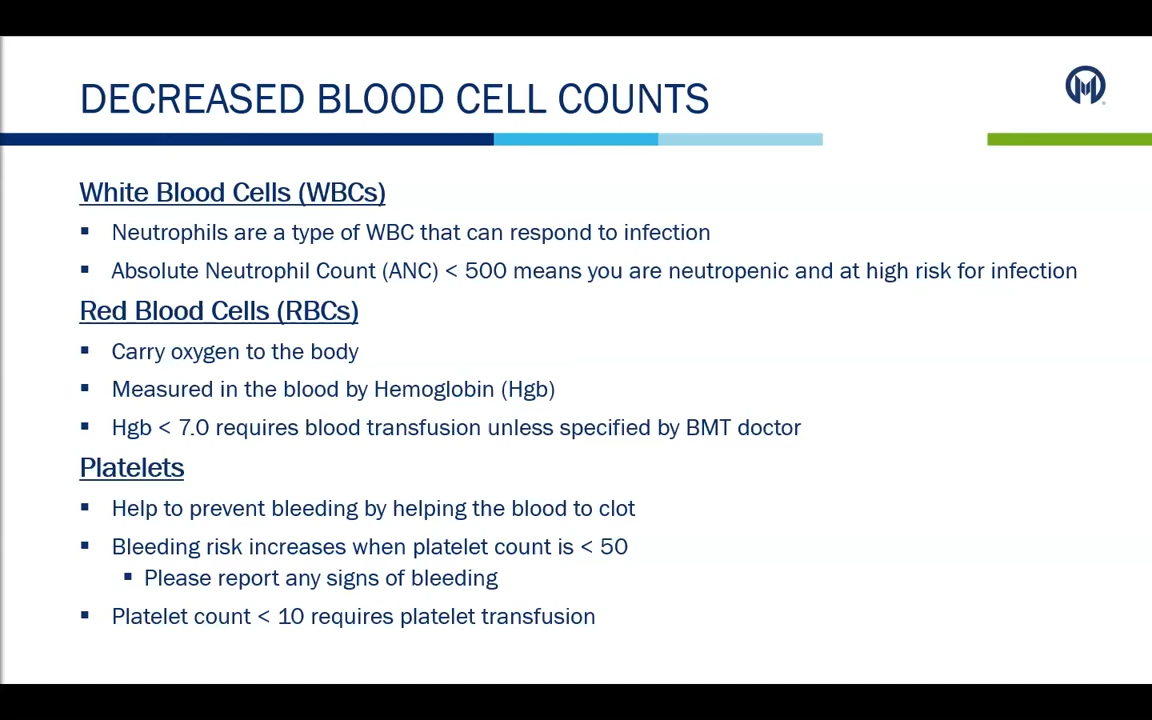 DECREASED BLOOD CELL COUNTS
White Blood Cells (WBCs)
▪ Neutrophils are a type of WBC that can respond to infection
▪ Absolute Neutrophil Count (ANC) < 500 means you are neutropenic and at high risk for infection
Red Blood Cells (RBCs)
▪ Carry oxygen to the body
▪ Measured in the blood by Hemoglobin (Hgb)
▪ Hgb < 7.0 requires blood transfusion unless specified by BMT doctor
Platelets
▪ Help to prevent bleeding by helping the blood to clot
▪ Bleeding risk increases when platelet count is < 50
▪ Please report any signs of bleeding
▪ Platelet count < 10 requires platelet transfusion